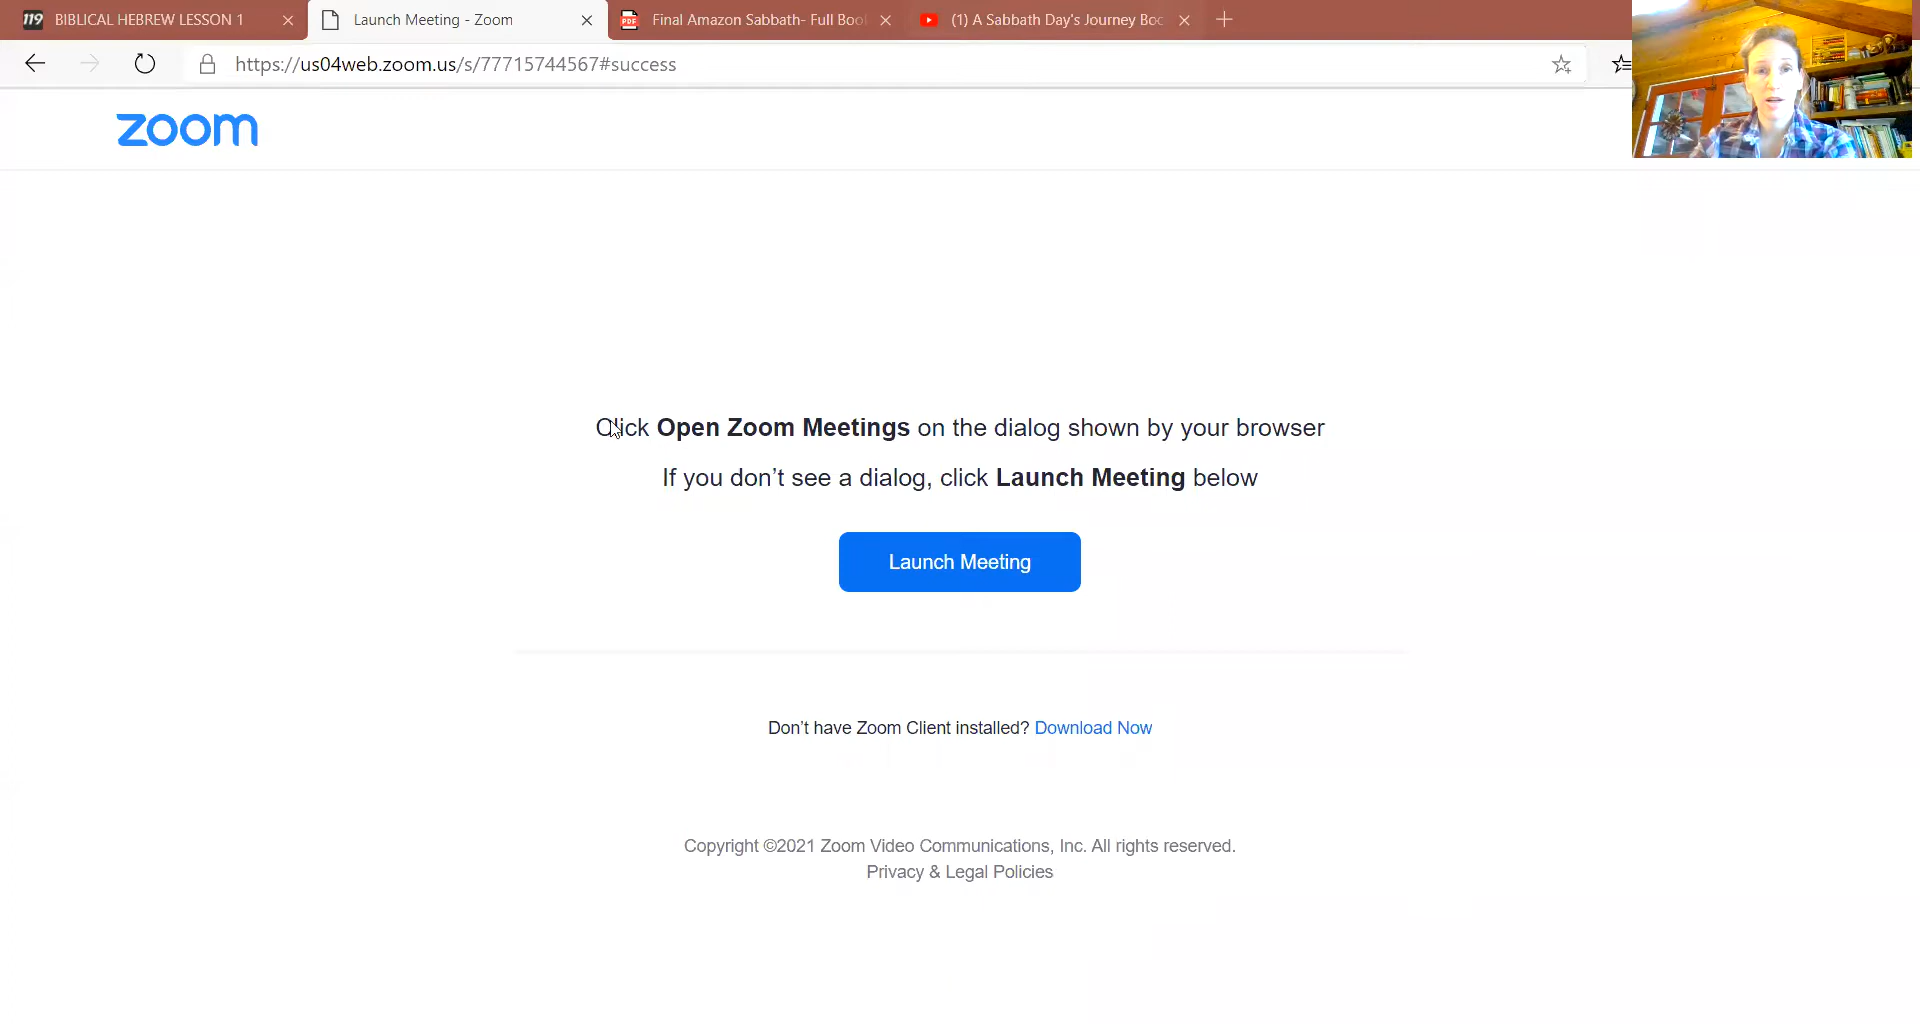 119 BIBLICAL HEBREW LESSON 1
Launch Meeting - Zoom
PDF Final Amazon Sabbath- Full Boo
(1) A Sabbath Day's Journey Boo
https://us04web.zoom.us/s/77715744567#success
zoom
Click Open Zoom Meetings on the dialog shown by your browser
If you don’t see a dialog, click Launch Meeting below
Launch Meeting
Don’t have Zoom Client installed? Download Now
Copyright ©2021 Zoom Video Communications, Inc. All rights reserved.
Privacy & Legal Policies